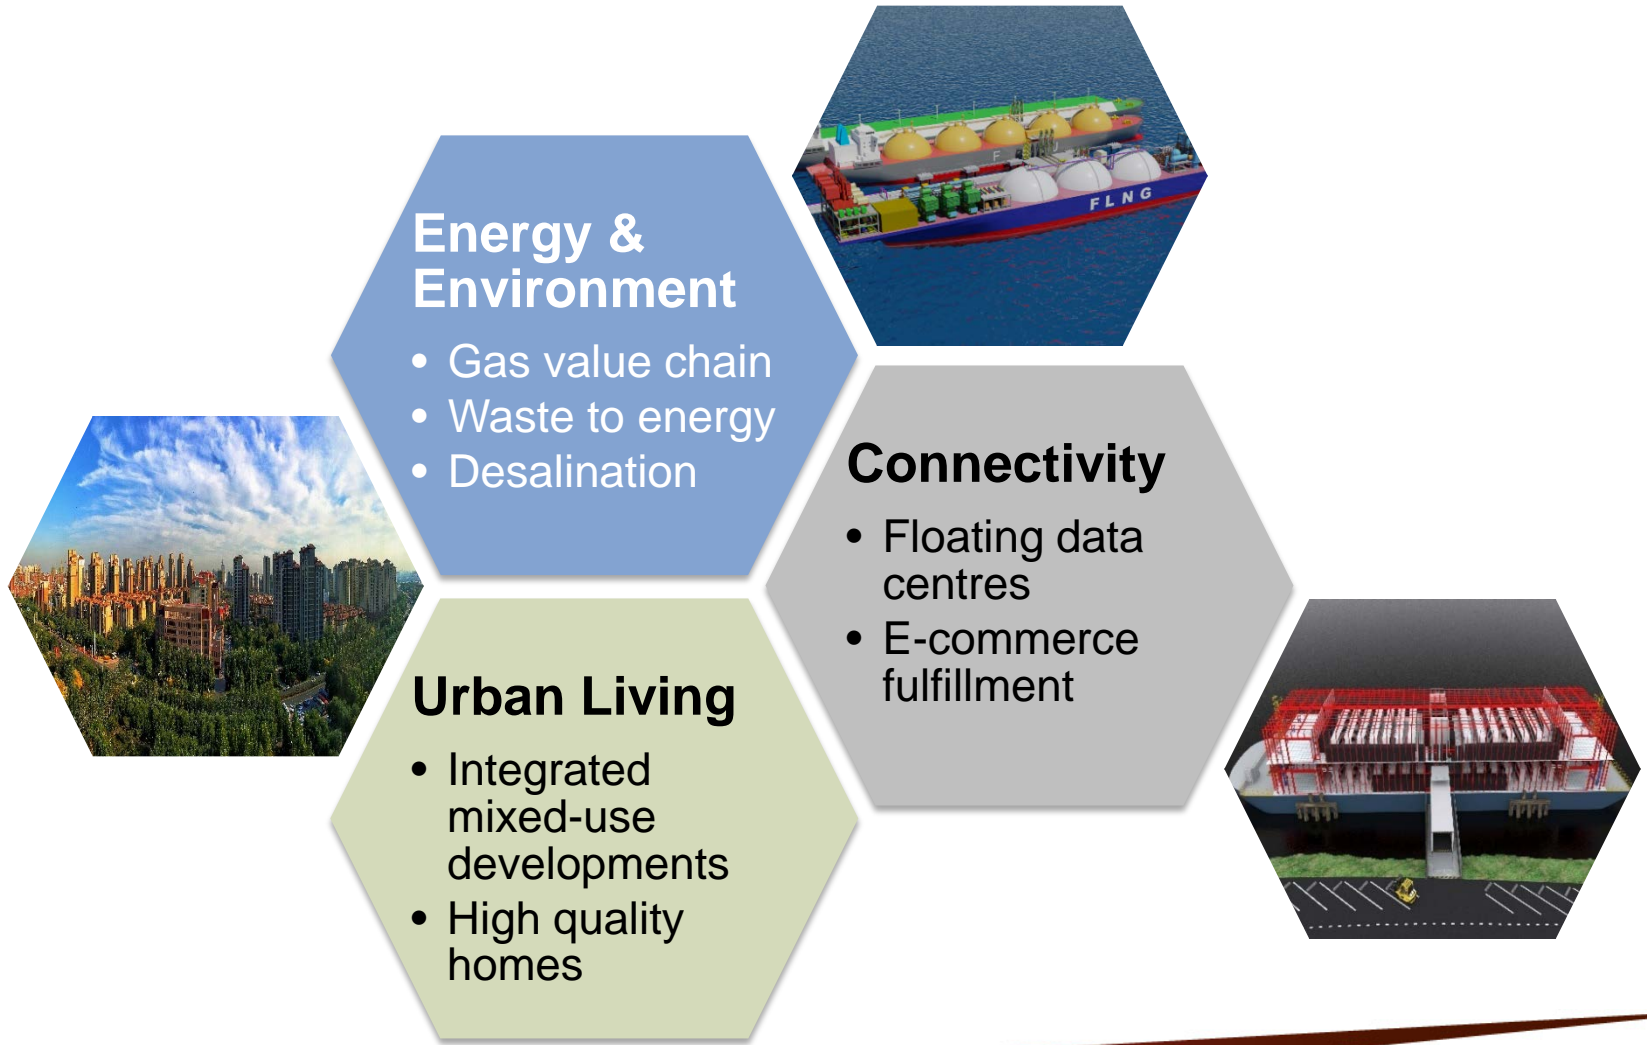 Energy &
Environment
• Gas value chain
• Waste to energy
• Desalination
FLNG
Connectivity
• Floating data
centres
• E-commerce
fulfillment
Urban Living
• Integrated
mixed-use
developments
• High quality
homes